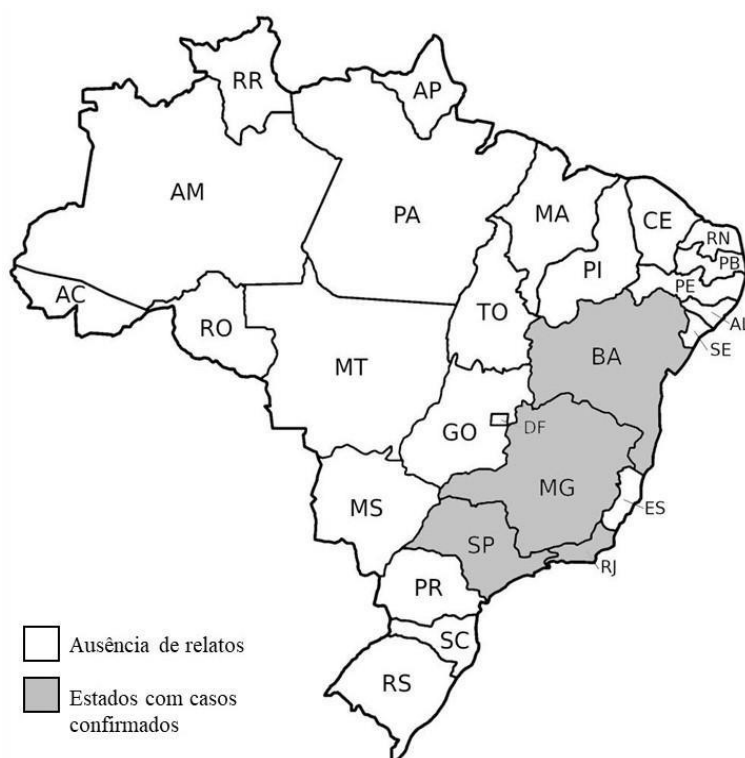 RR
AP
AM
PA
MA
CE
RN
PB
PI
PE
AC
AL
TO
RO
SE
BA
MT
GO
DF
MG
MS
ES
SP
RJ
PR
SC
RS
Ausência de relatos
Estados com casos
confirmados